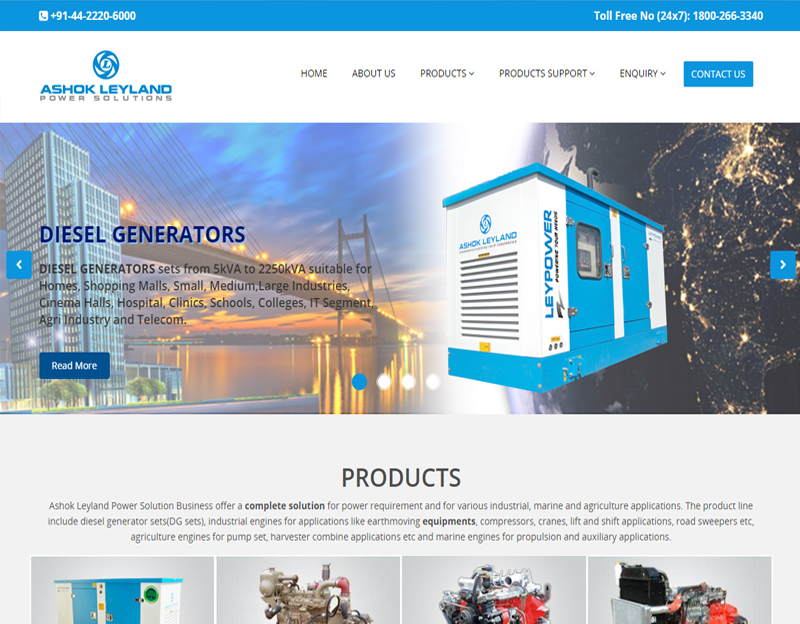 +91-44-2220-6000
Toll Free No (24x7): 1800-266-3340
ASHOK LEYLAND
POWER SOLUTIONS
HOME ABOUT US PRODUCTS PRODUCTS SUPPORT ENQUIRY CONTACT US
DIESEL GENERATORS
DIESEL GENERATORS sets from 5kVA to 2250kVA suitable for
Homes, Shopping Malls, Small, Medium,Large Industries,
Cinema Halls, Hospital, Clinics, Schools, Colleges, IT Segment,
Agri Industry and Telecom.
Read More
ASHOK LEYLAND
LEYPOWER
POWERING YOUR NEEDS
PRODUCTS
Ashok Leyland Power Solution Business offer a complete solution for power requirement and for various industrial, marine and agriculture applications. The product line
include diesel generator sets(DG sets), industrial engines for applications like earthmoving equipments, compressors, cranes, lift and shift applications, road sweepers etc,
agriculture engines for pump set, harvester combine applications etc and marine engines for propulsion and auxiliary applications.